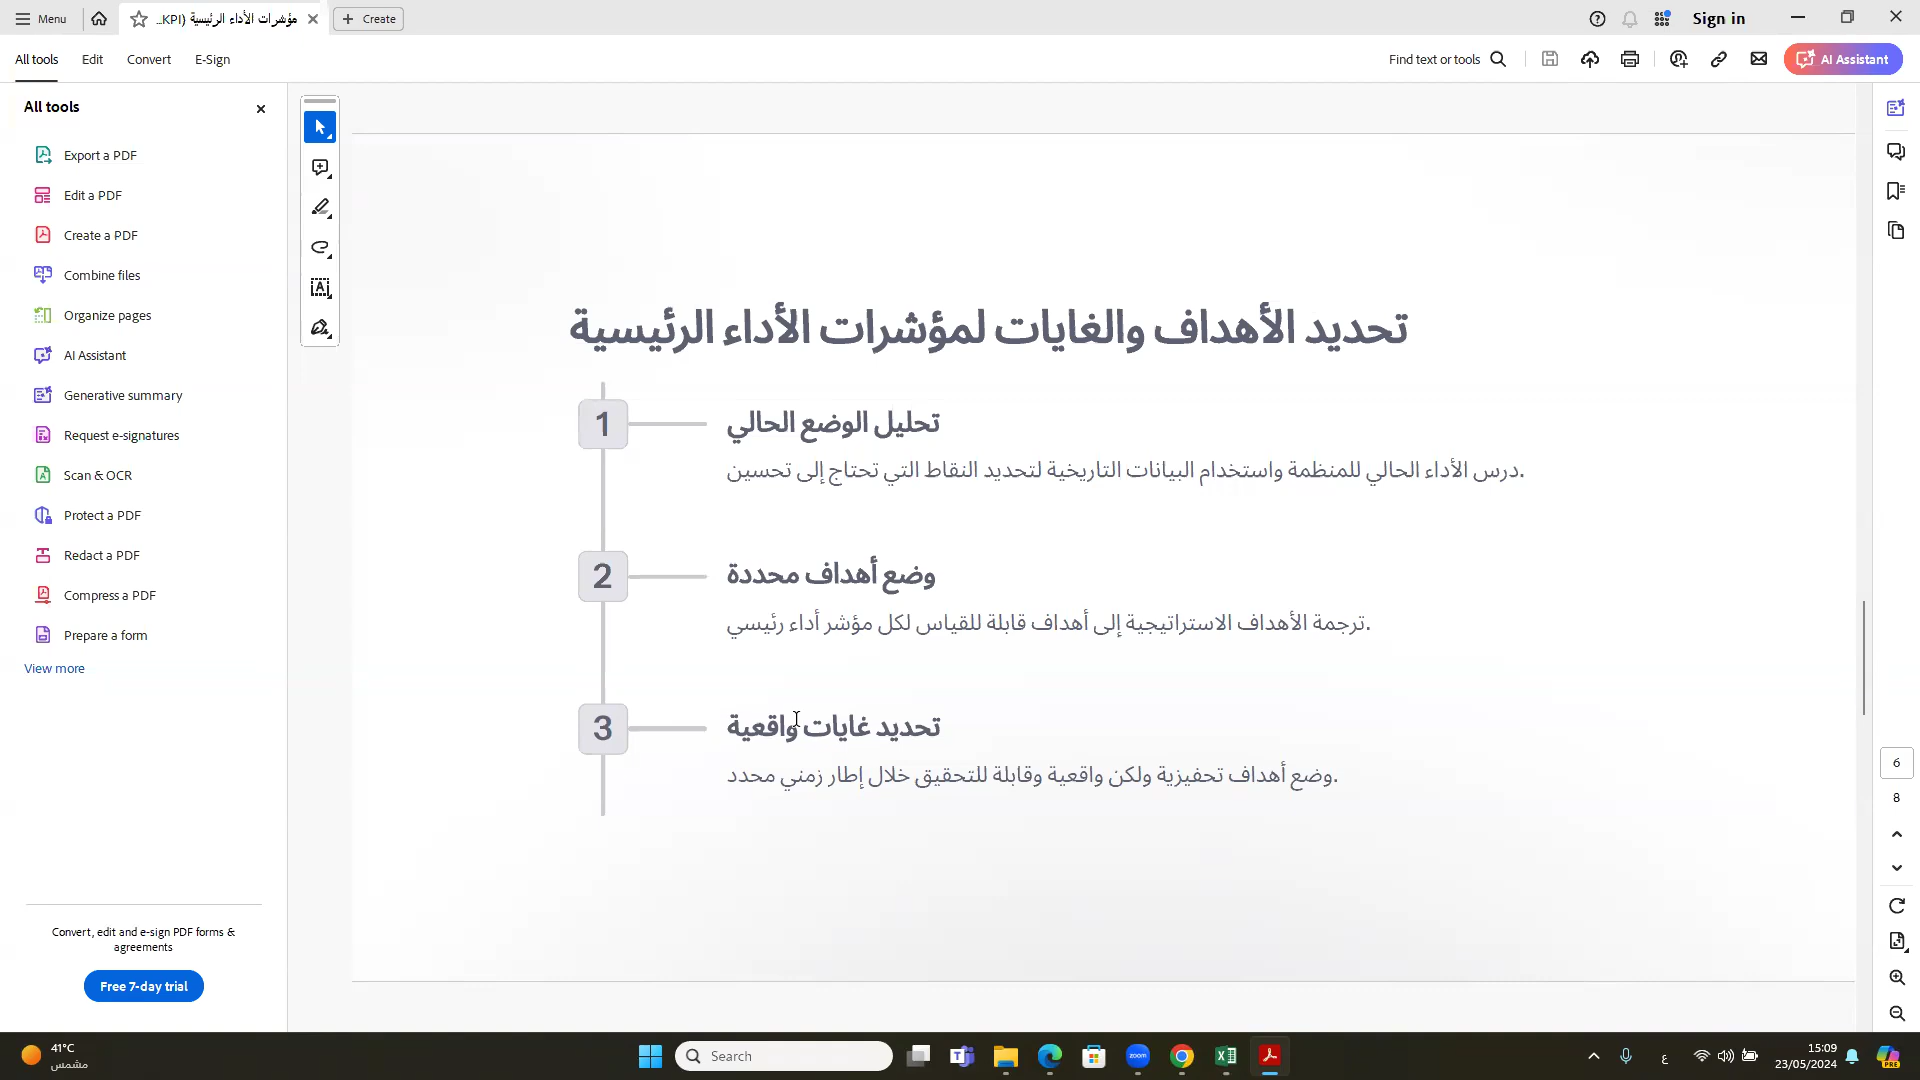 Menu
مؤشرات الأداء الرئيسية (KPI...
Create
Sign in
All tools
Edit
Convert
E-Sign
Find text or tools
AI Assistant
All tools
Export a PDF
Edit a PDF
Create a PDF
Combine files
Organize pages
AI Assistant
Generative summary
Request e-signatures
Scan & OCR
Protect a PDF
Redact a PDF
Compress a PDF
Prepare a form
View more
Convert, edit and e-sign PDF forms &
agreements
Free 7-day trial
تحديد الأهداف والغايات لمؤشرات الأداء الرئيسية
1
تحليل الوضع الحالي
درس الأداء الحالي للمنظمة واستخدام البيانات التاريخية لتحديد النقاط التي تحتاج إلى تحسين.
2
وضع أهداف محددة
ترجمة الأهداف الاستراتيجية إلى أهداف قابلة للقياس لكل مؤشر أداء رئيسي.
3
تحديد غايات واقعية
وضع أهداف تحفيزية ولكن واقعية وقابلة للتحقيق خلال إطار زمني محدد.
6
8
41°C
مشمس
Search
zoom
ع
15:09
23/05/2024
PRE